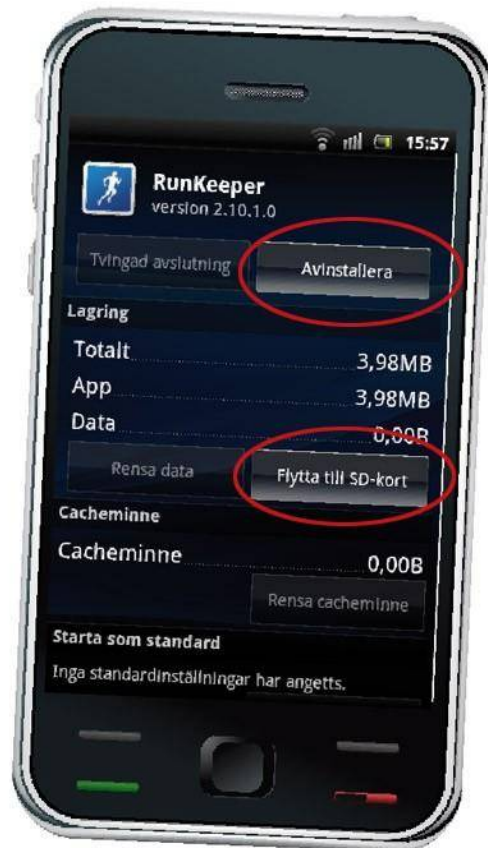 15:57
RunKeeper
version 2.10.1.0
Tvingad avslutning Avinstallera
Lagring
Totalt 3,98MB
App 3,98MB
Data 0,00B
Rensa data Flytta till SD-kort
Cacheminne
Cacheminne 0,00B
Rensa cacheminne
Starta som standard
Inga standardinställningar har angetts.